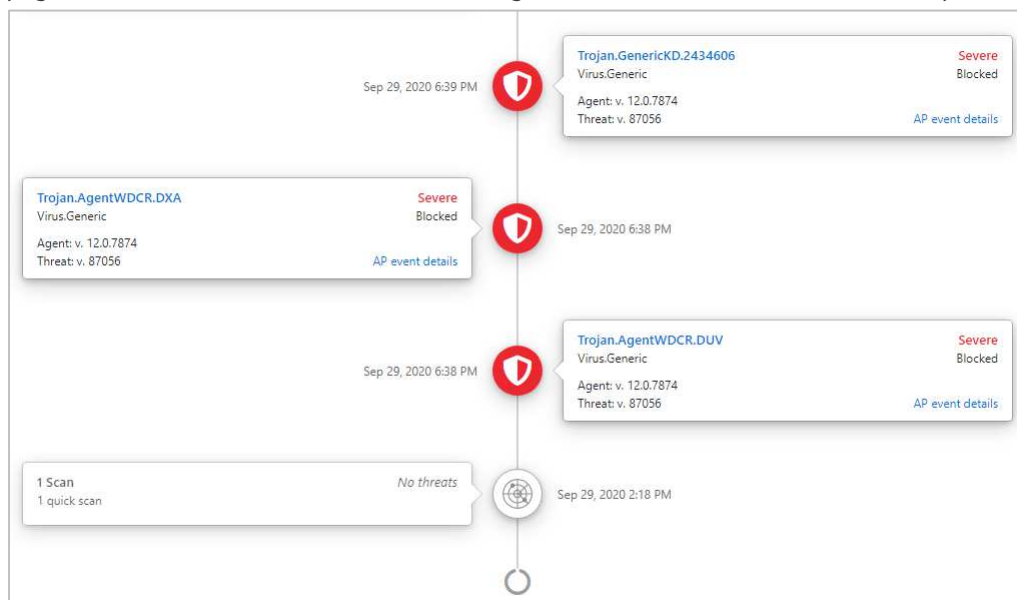 Sep 29, 2020 6:39 PM
Trojan.GenericKD.2434606 Severe
Virus.Generic Blocked
Agent: v. 12.0.7874
Threat: v. 87056 AP event details
Trojan.AgentWDCR.DXA Severe
Virus.Generic Blocked
Agent: v. 12.0.7874
Threat: v. 87056 AP event details
Sep 29, 2020 6:38 PM
Sep 29, 2020 6:38 PM
Trojan.AgentWDCR.DUV Severe
Virus.Generic Blocked
Agent: v. 12.0.7874
Threat: v. 87056 AP event details
1 Scan No threats
1 quick scan
Sep 29, 2020 2:18 PM